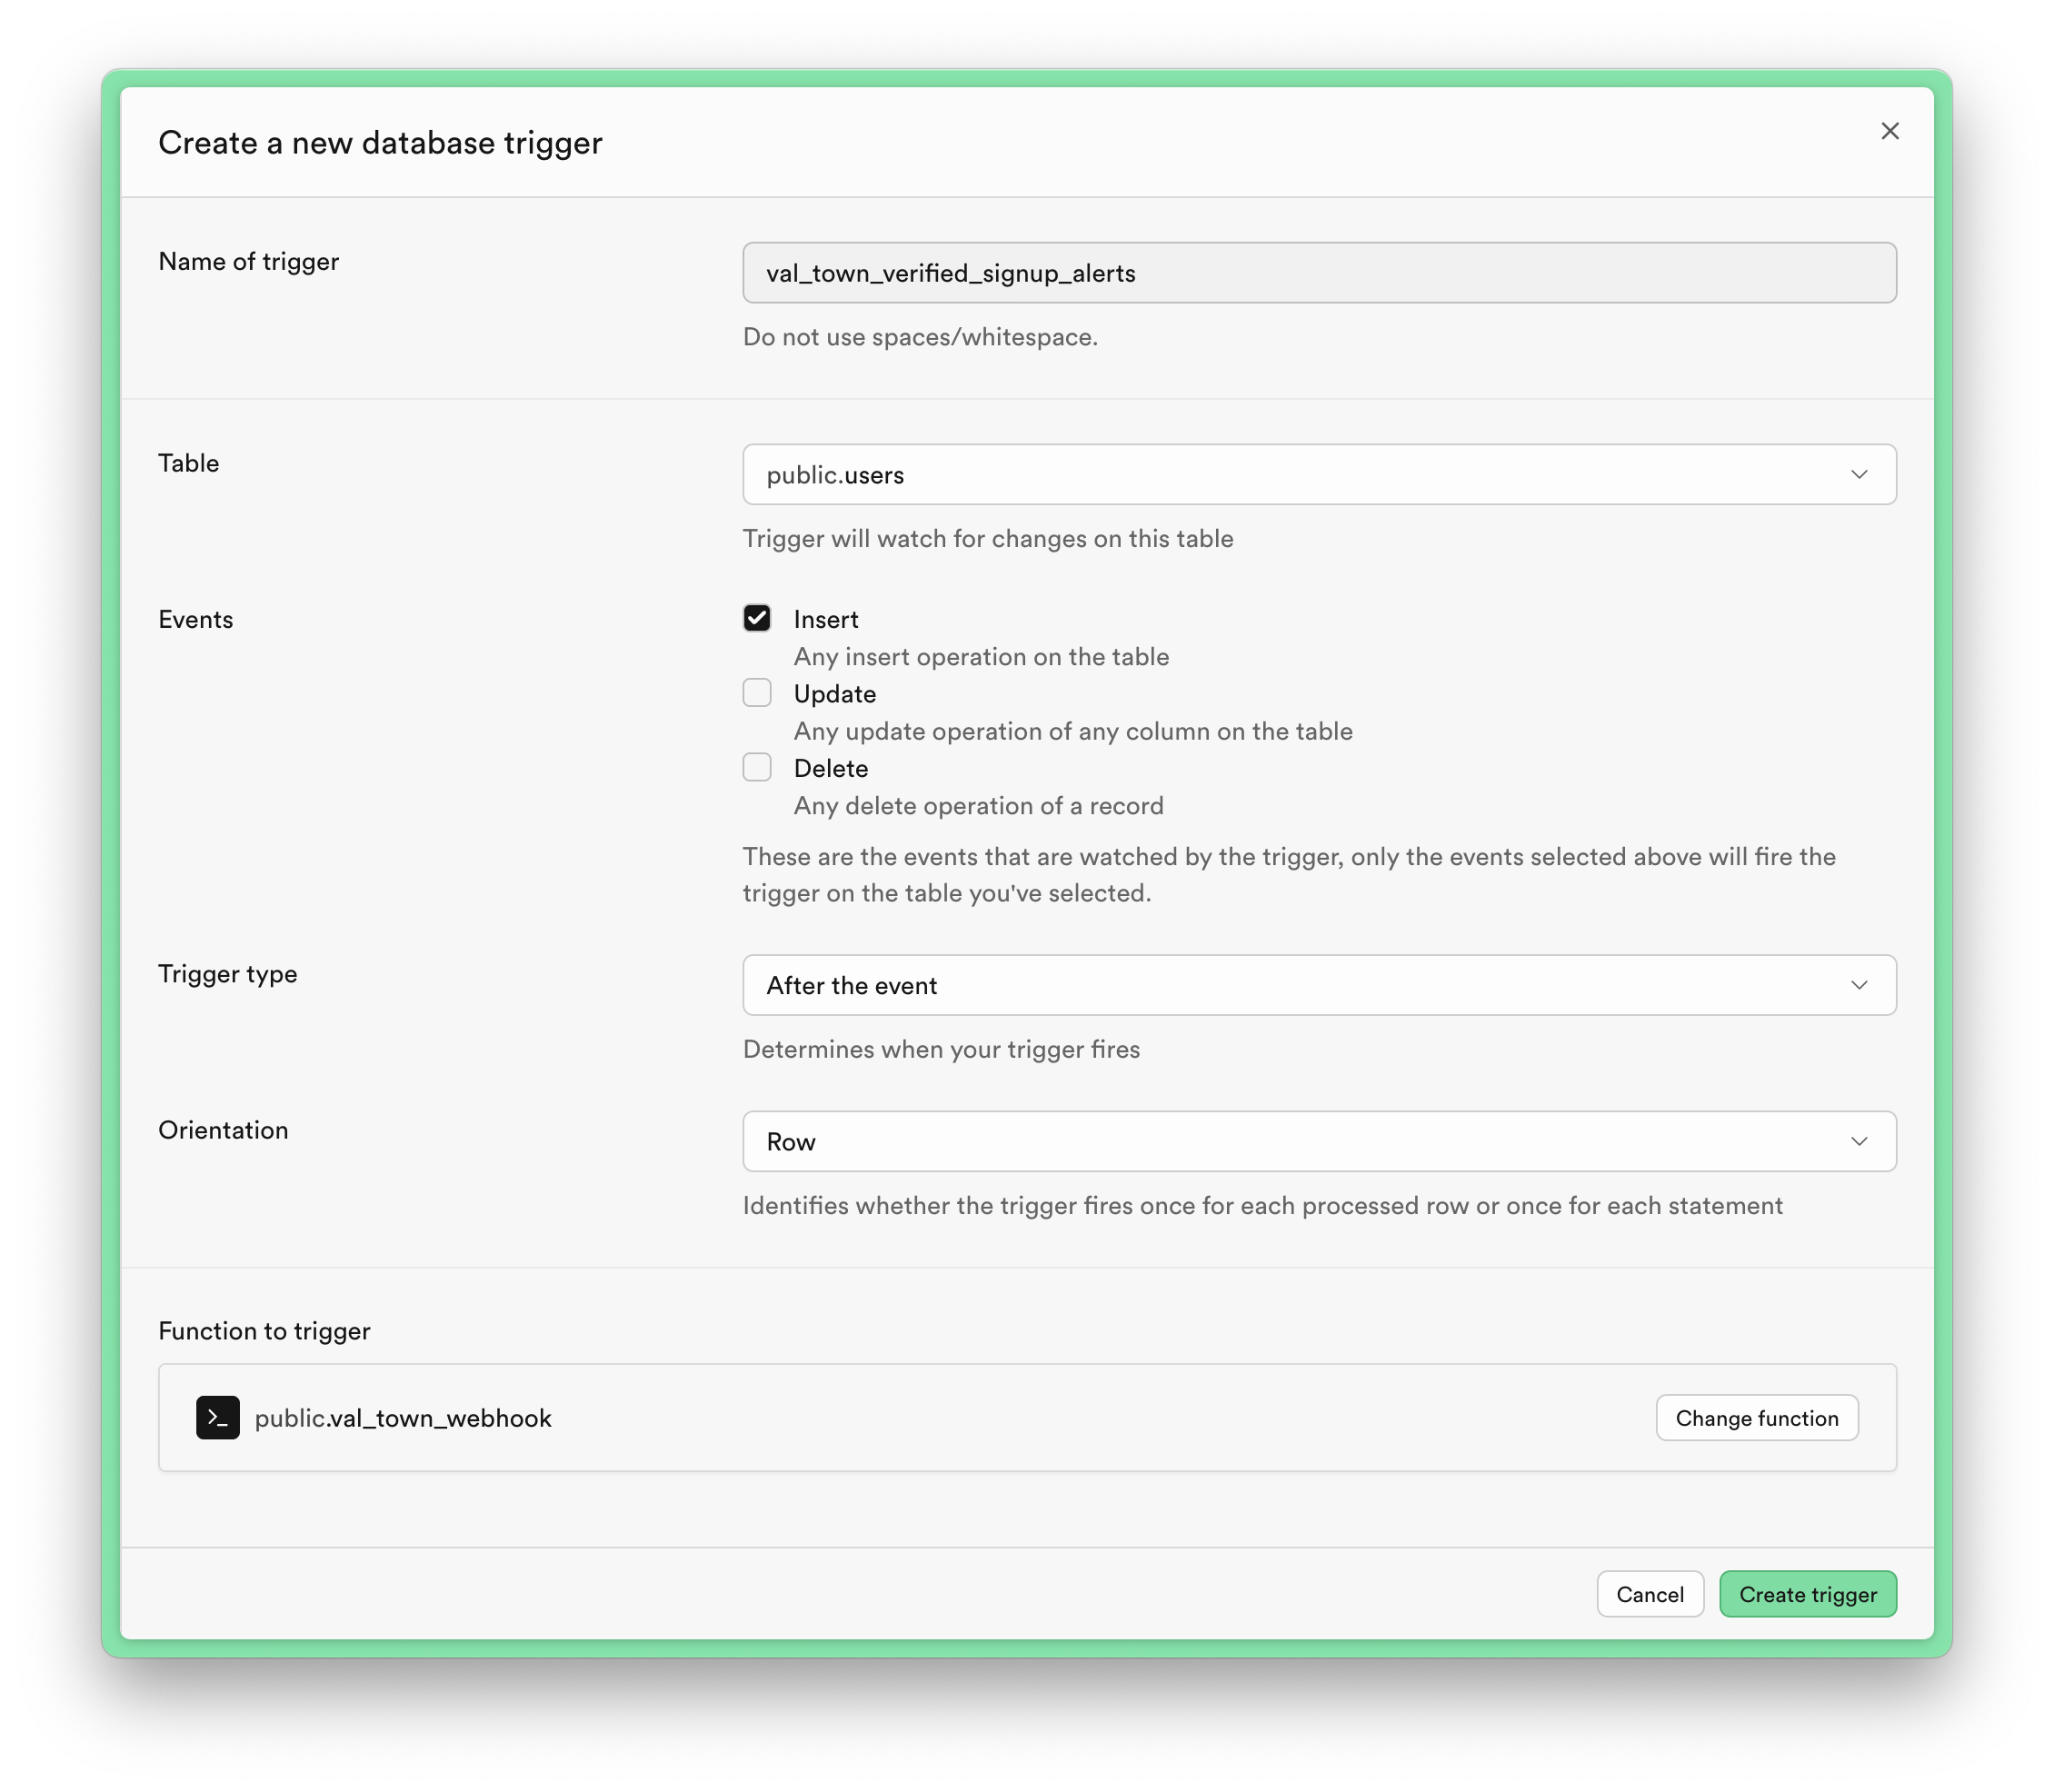 Create a new database trigger
Name of trigger
val_town_verified_signup_alerts
Do not use spaces/whitespace.
Table
public.users
Trigger will watch for changes on this table
Events
Insert
Any insert operation on the table
Update
Any update operation of any column on the table
Delete
Any delete operation of a record
These are the events that are watched by the trigger, only the events selected above will fire the
trigger on the table you've selected.
Trigger type
After the event
Determines when your trigger fires
Orientation
Row
Identifies whether the trigger fires once for each processed row or once for each statement
Function to trigger
public.val_town_webhook
Change function
Cancel
Create trigger